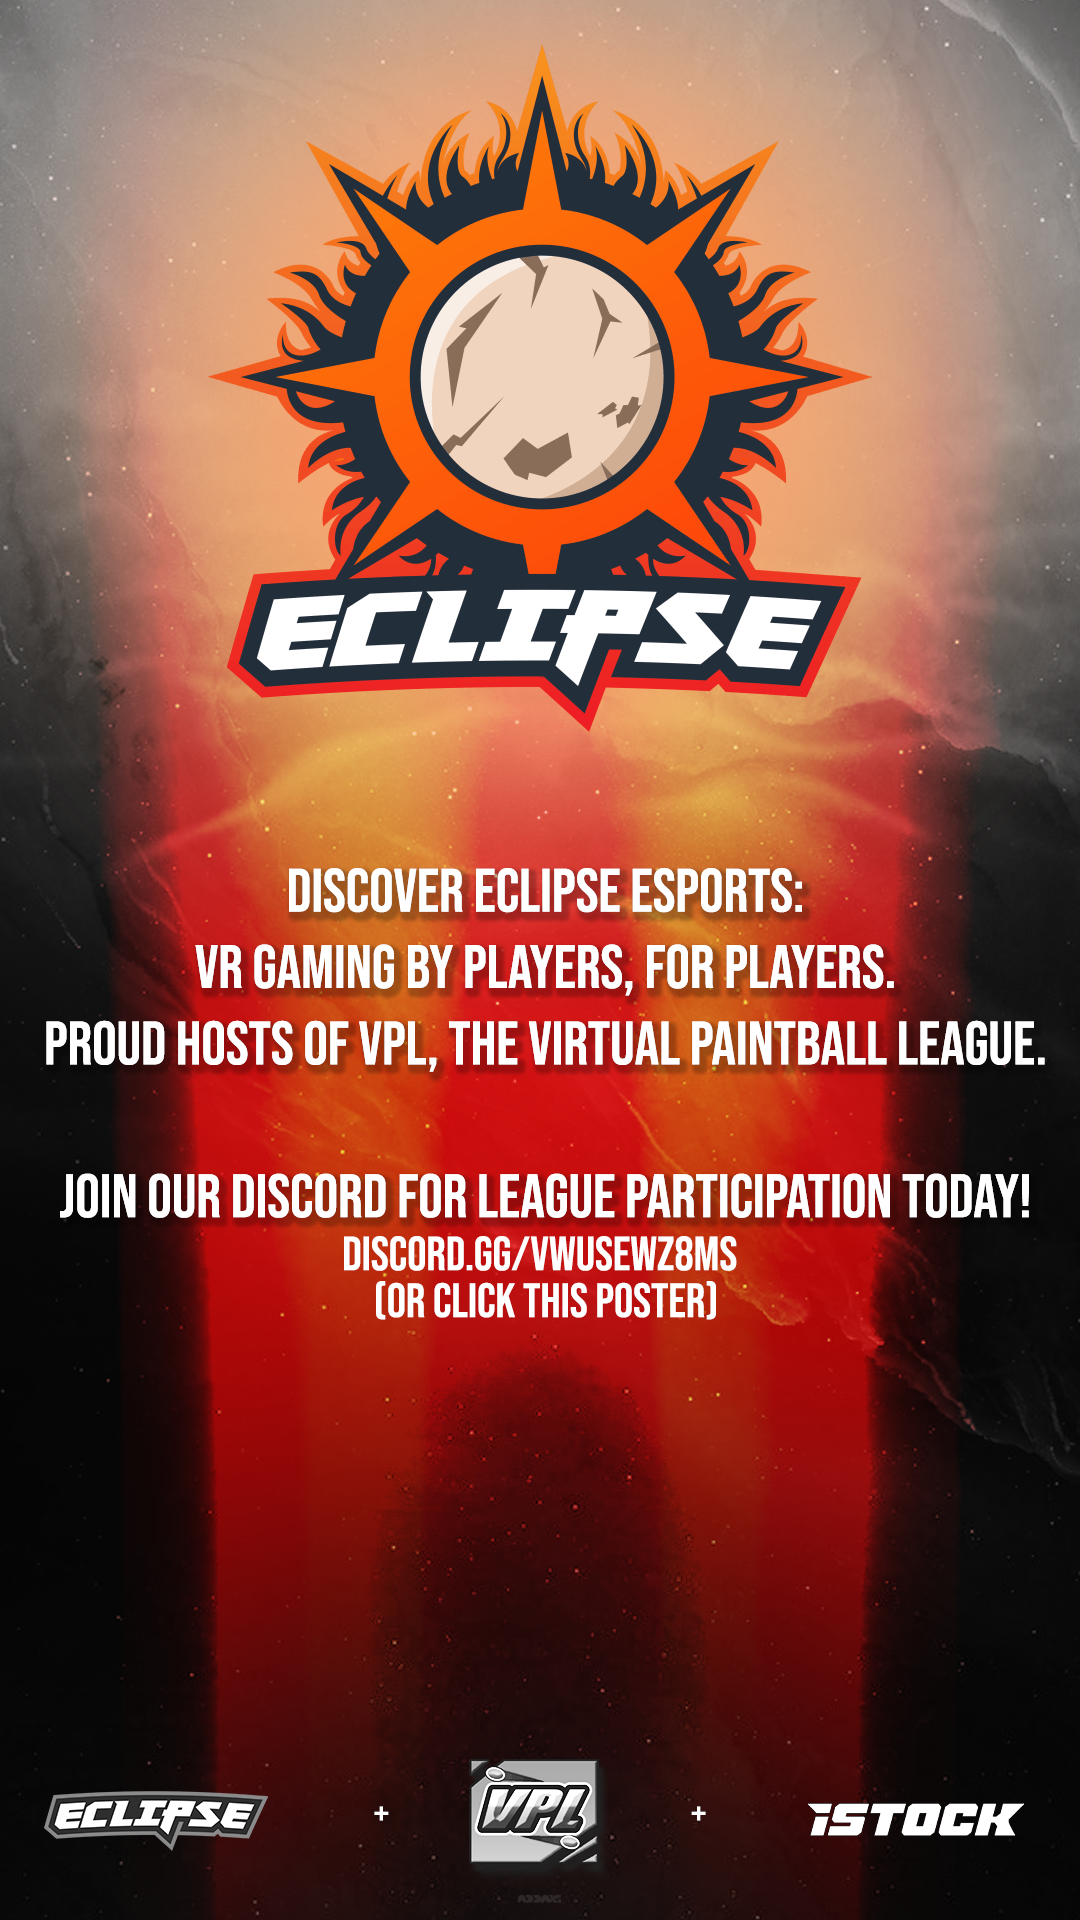 ECLIPSE
DISCOVER ECLIPSE ESPORTS:
VR GAMING BY PLAYERS, FOR PLAYERS.
PROUD HOSTS OF VPL, THE VIRTUAL PAINTBALL LEAGUE.
JOIN OUR DISCORD FOR LEAGUE PARTICIPATION TODAY!
DISCORD.GG/VWUSEWZ8MS
(OR CLICK THIS POSTER)
ECLIPSE + VPL + iSTOCK